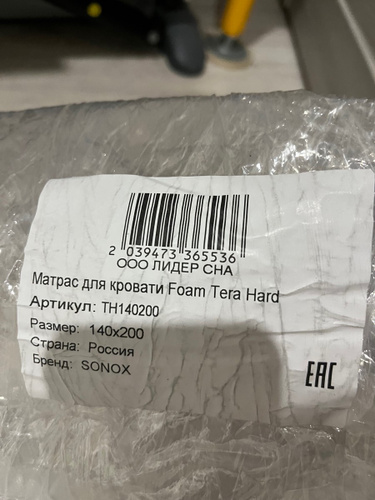 2 039473 365536
ООО ЛИДЕР СНА
Матрас для кровати Foam Tera Hard
Артикул: TH140200
Размер: 140x200
Страна: Россия
Бренд: SONOX
EAC